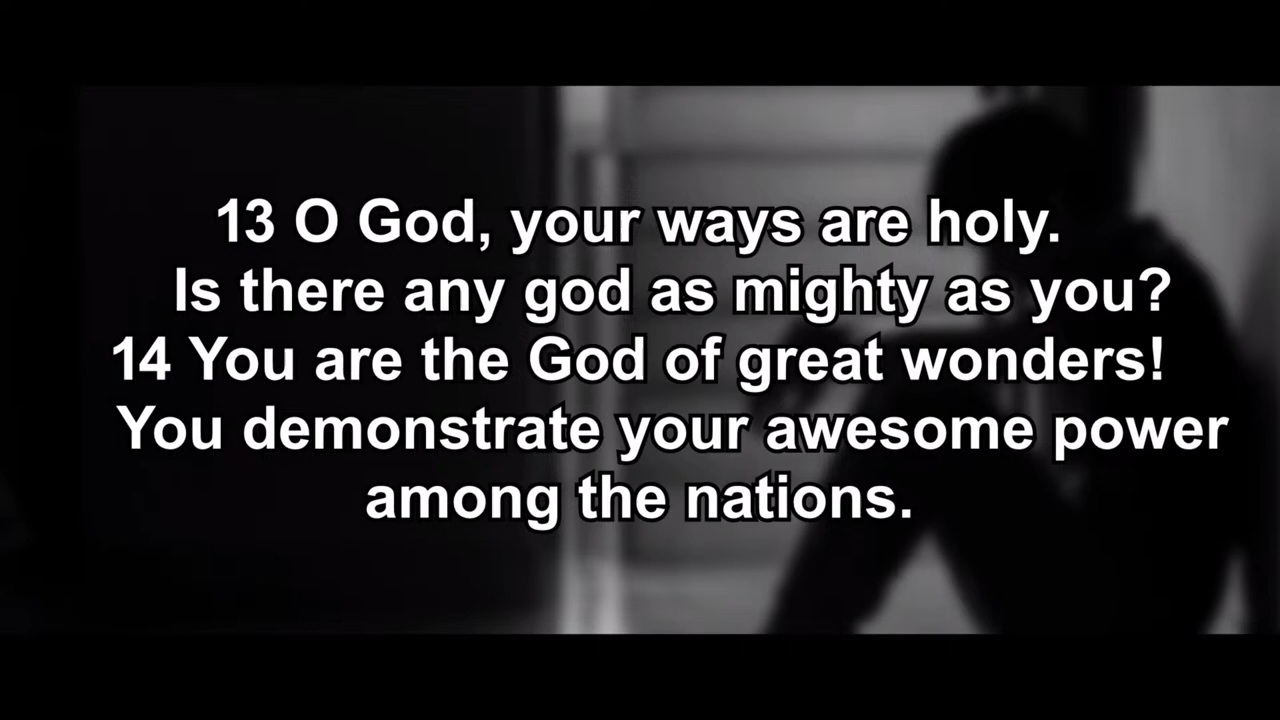 13 O God, your ways are holy.
Is there any god as mighty as you?
14 You are the God of great wonders!
You demonstrate your awesome power
among the nations.